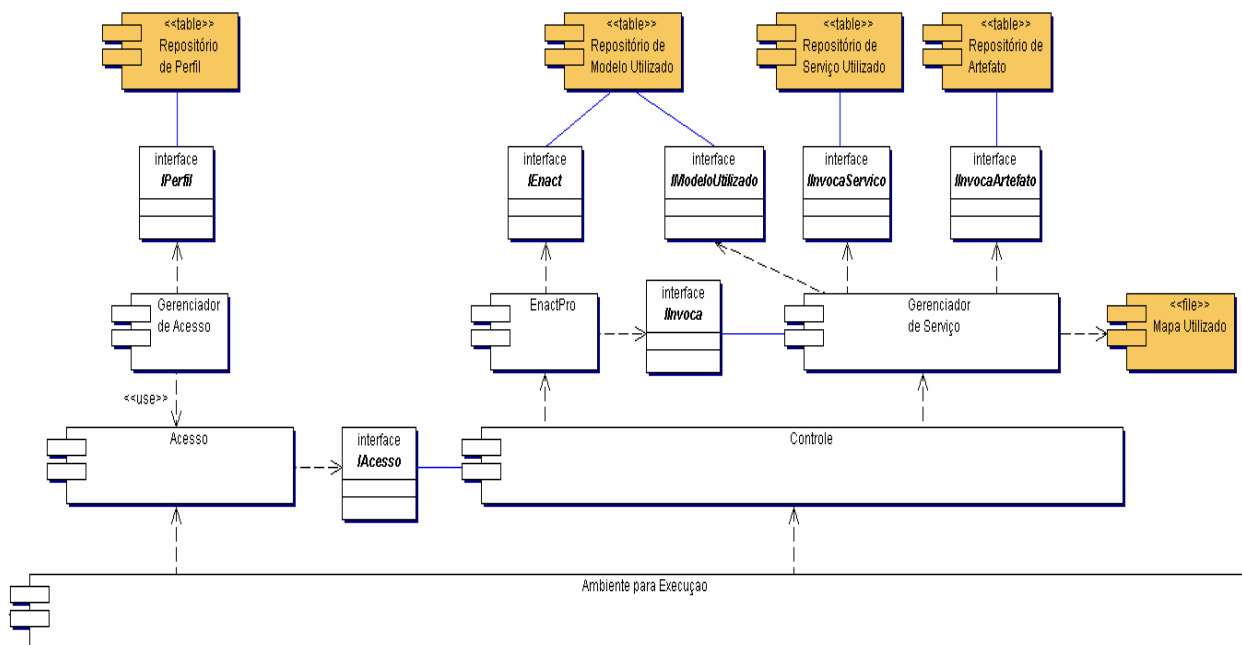 <<table>>
Repositório
de Perfil
<<table>>
Repositório de
Modelo Utilizado
<<table>>
Repositório de
Serviço Utilizado
<<table>>
Repositório de
Artefato
interface
IPerfil
interface
IEnact
interface
IModeloUtilizado
interface
IInvocaServico
interface
IInvocaArtefato
Gerenciador
de Acesso
EnactPro
interface
IInvoca
Gerenciador
de Serviço
<<file>>
Mapa Utilizado
<<use>>
Acesso
interface
IAcesso
Controle
Ambiente para Execuçao